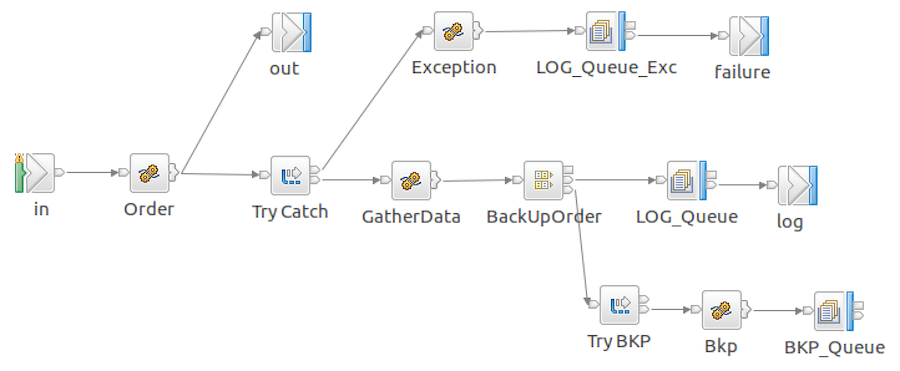 out
Exception
LOG_Queue_Exc
failure
in
Order
Try Catch
GatherData
BackUpOrder
LOG_Queue
log
Try BKP
Bkp
BKP_Queue